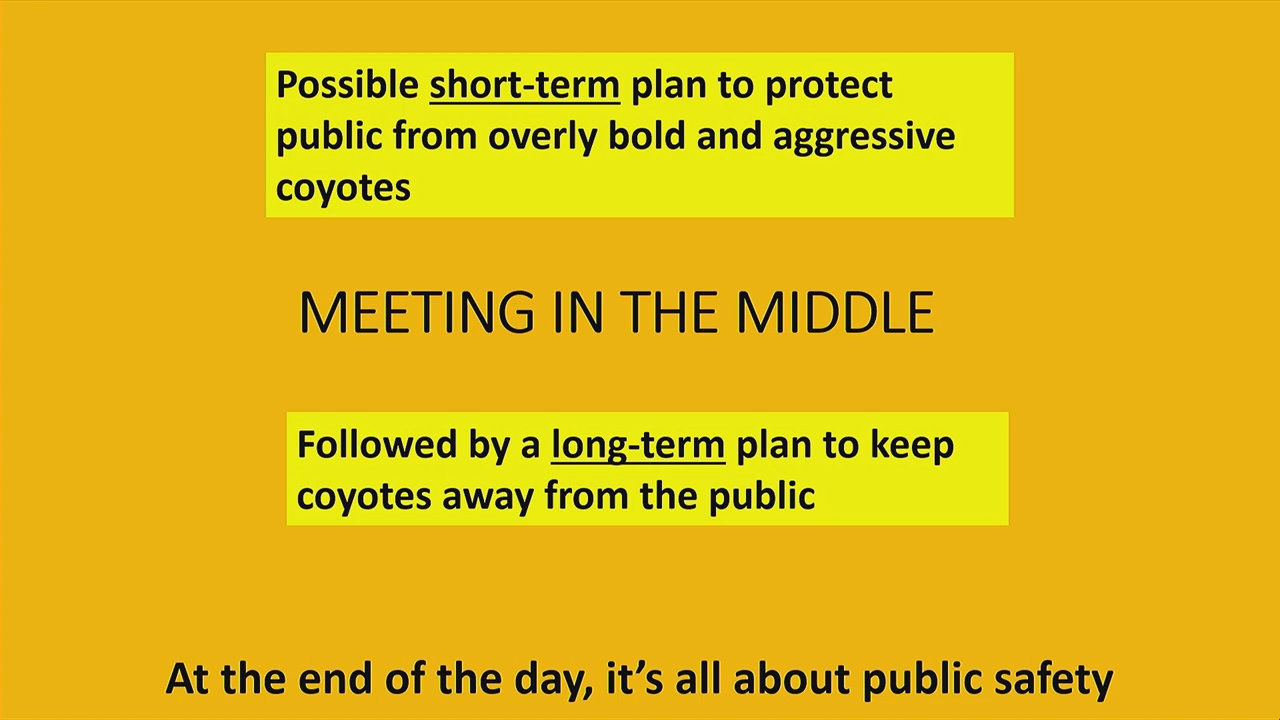 Possible short-term plan to protect
public from overly bold and aggressive
coyotes
MEETING IN THE MIDDLE
Followed by a long-term plan to keep
coyotes away from the public
At the end of the day, it’s all about public safety